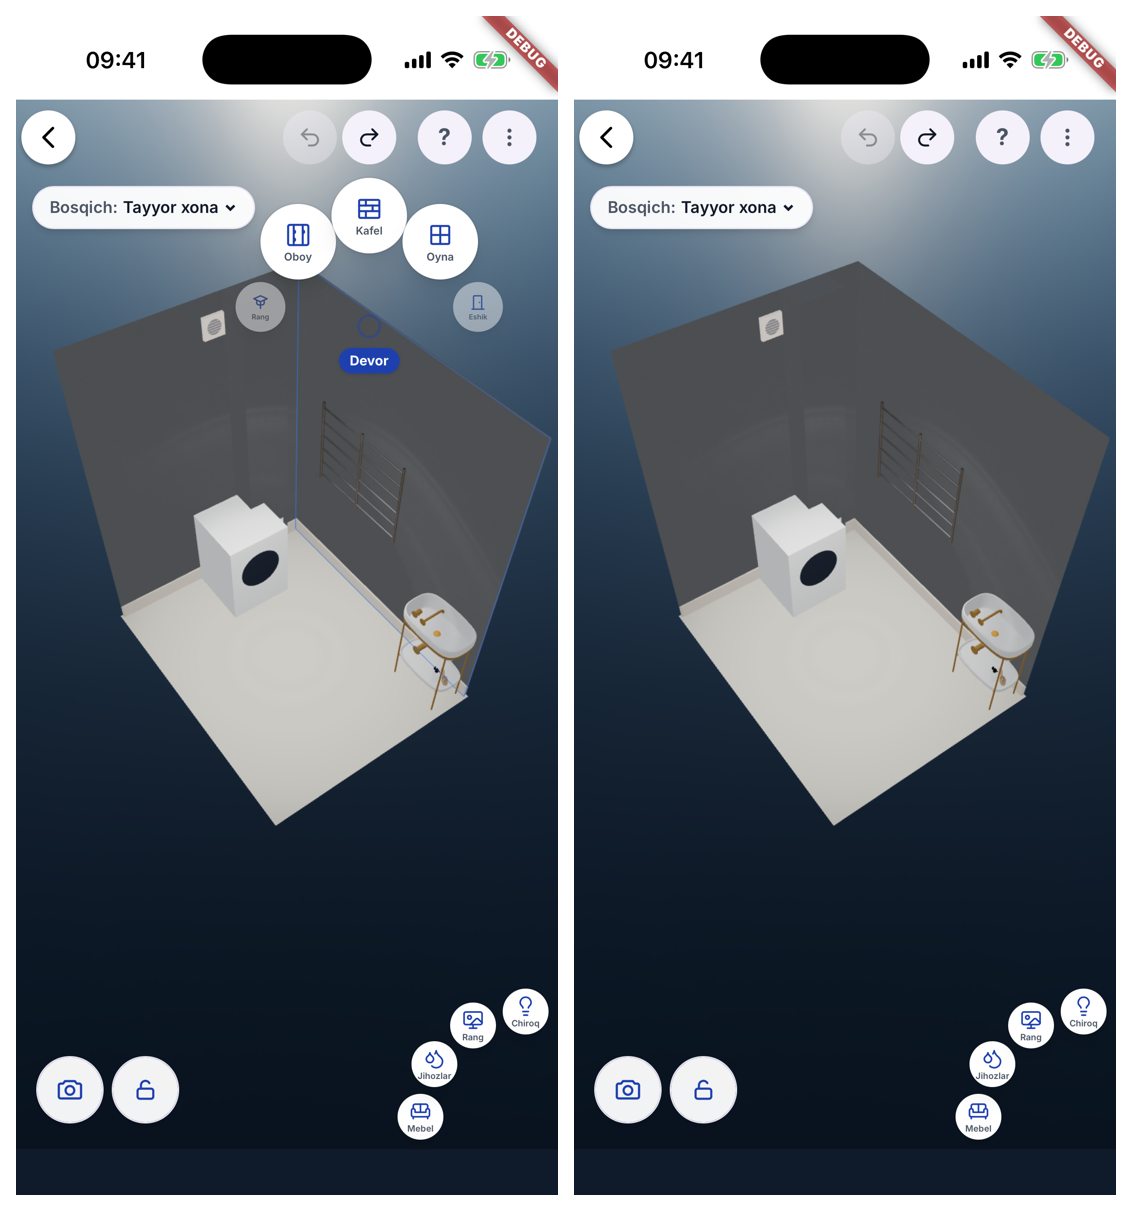 09:41
DEBUG
?
Bosqich: Tayyor xona
Kafel
Oboy
Oyna
Rang
Eshik
Devor
Chiroq
Rang
Jihozlar
Mebel
09:41
DEBUG
?
Bosqich: Tayyor xona
Chiroq
Rang
Jihozlar
Mebel